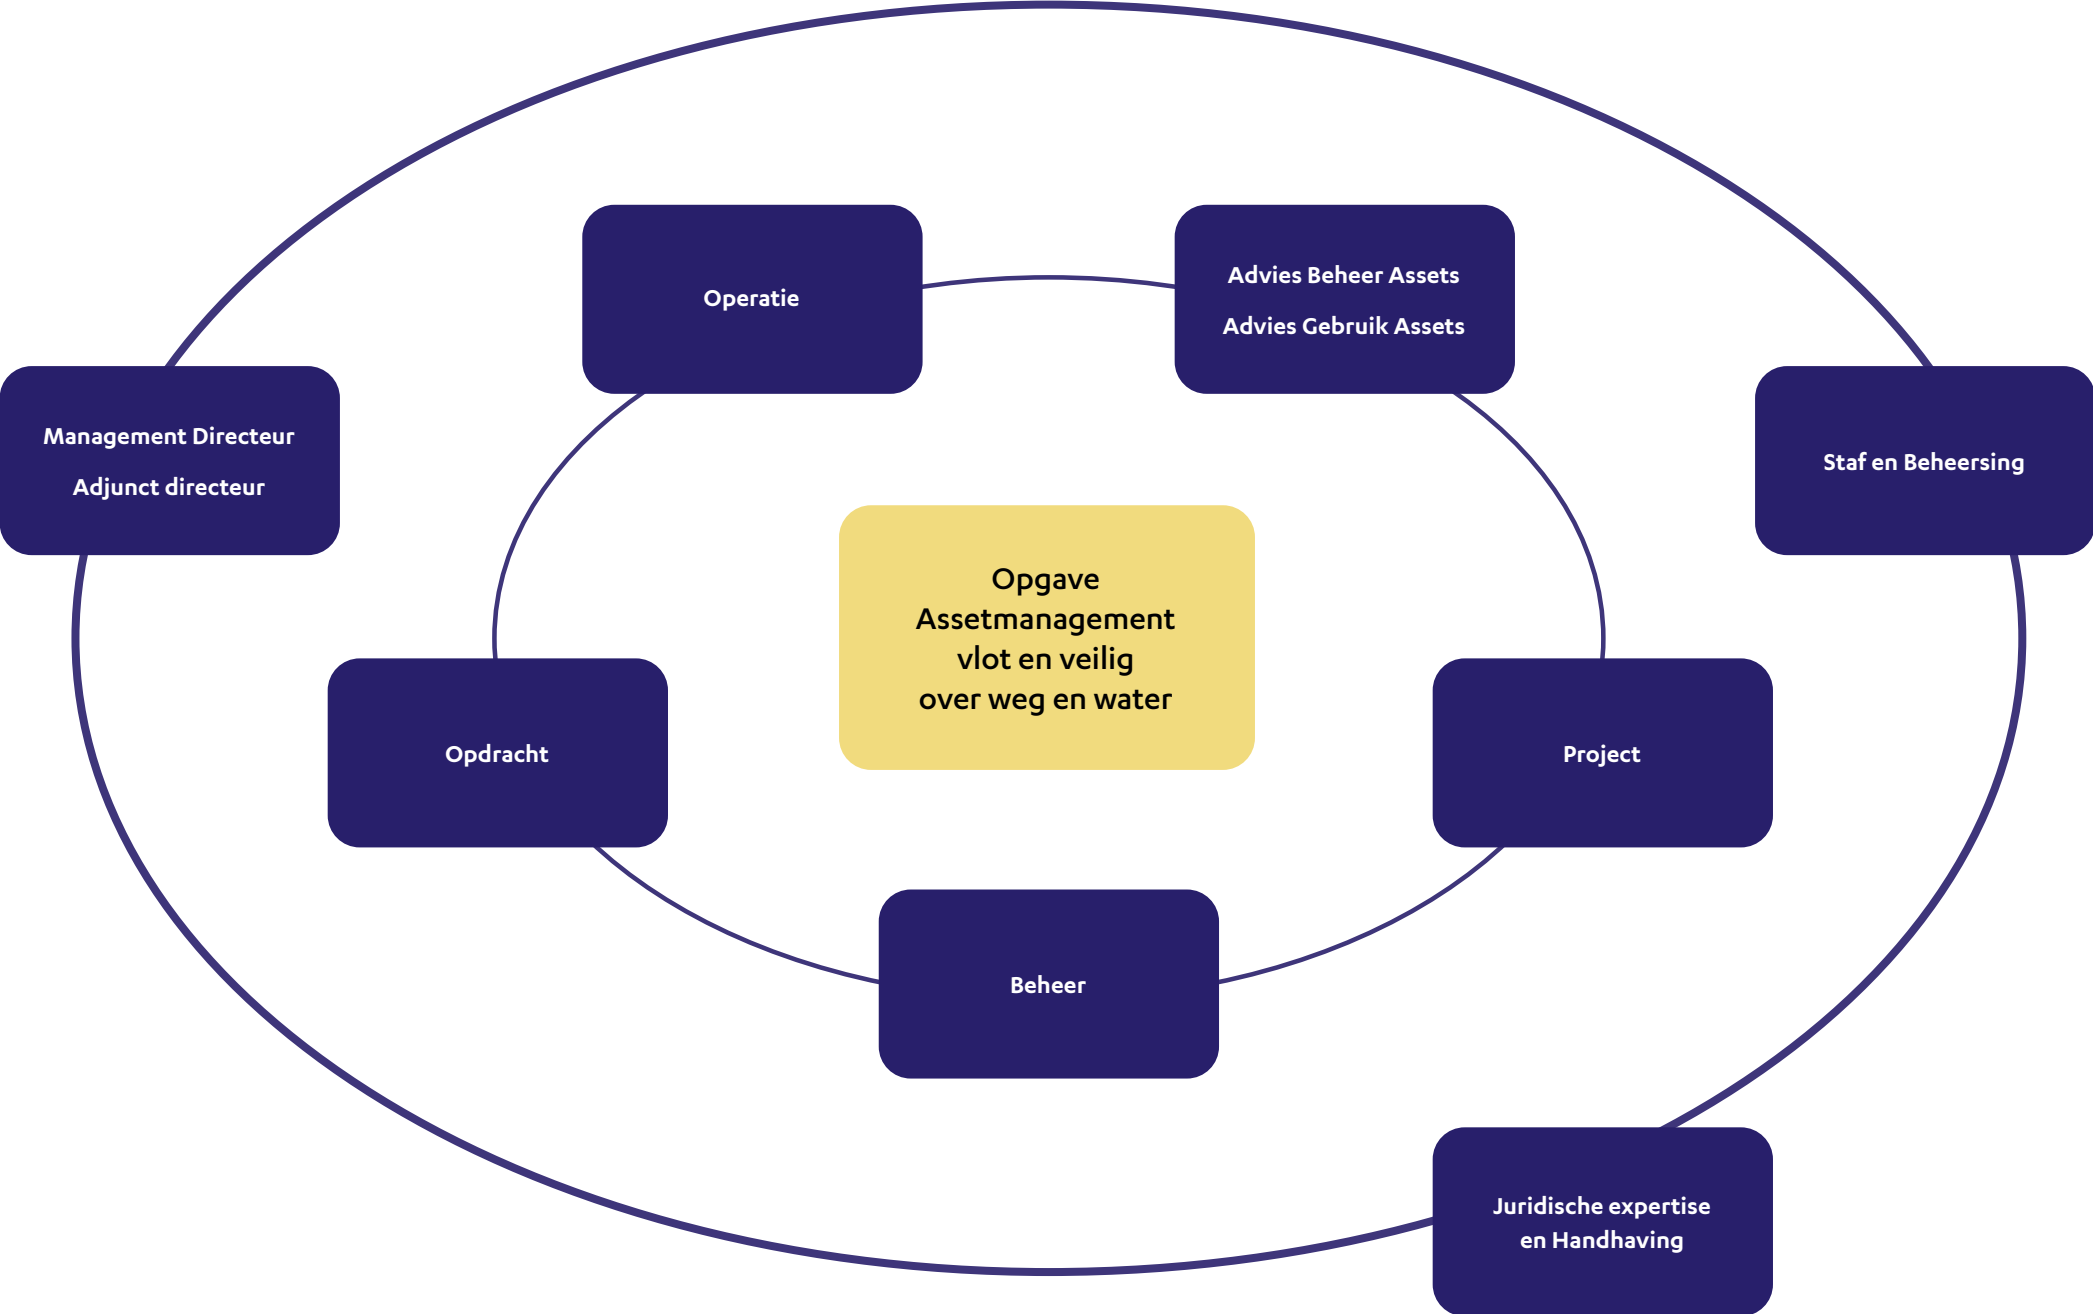 Operatie
Advies Beheer Assets
Advies Gebruik Assets
Management Directeur
Adjunct directeur
Staf en Beheersing
Opgave
Assetmanagement
vlot en veilig
over weg en water
Opdracht
Project
Beheer
Juridische expertise
en Handhaving